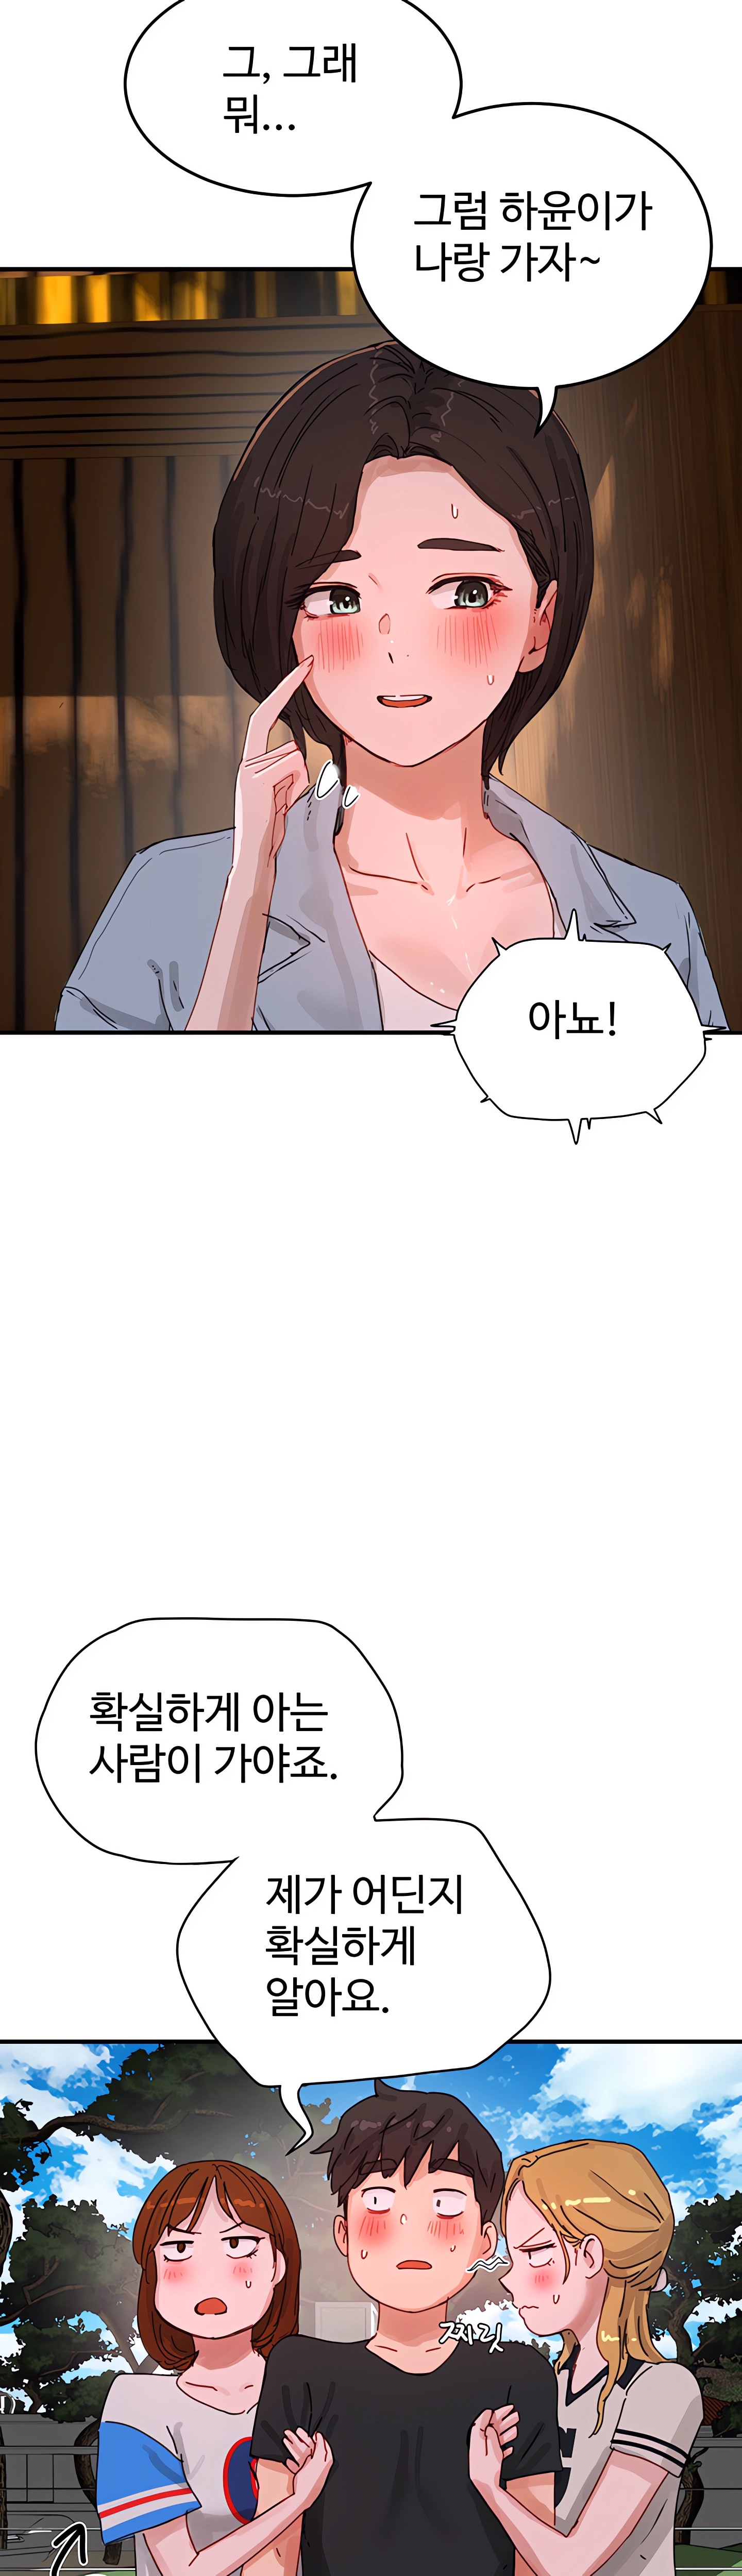 그, 그래
뭐...
그럼 하윤이가
나랑 가자~
아뇨!
확실하게 아는
사람이 가야죠.
제가 어딘지
확실하게
알아요.
찌릿